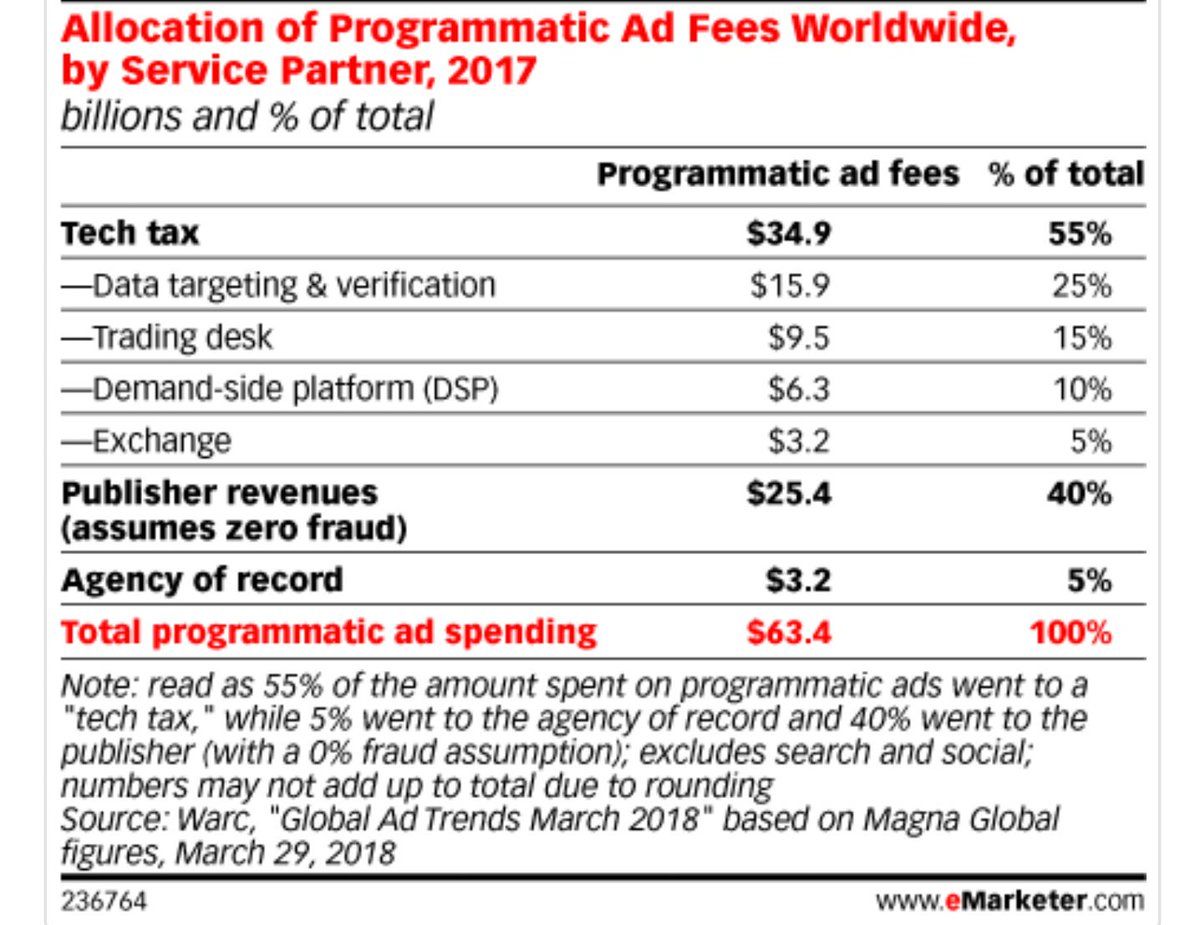 Allocation of Programmatic Ad Fees Worldwide,
by Service Partner, 2017
billions and % of total
Programmatic ad fees % of total
Tech tax $34.9 55%
—Data targeting & verification $15.9 25%
—Trading desk $9.5 15%
—Demand-side platform (DSP) $6.3 10%
—Exchange $3.2 5%
Publisher revenues $25.4 40%
(assumes zero fraud)
Agency of record $3.2 5%
Total programmatic ad spending $63.4 100%
Note: read as 55% of the amount spent on programmatic ads went to a
"tech tax," while 5% went to the agency of record and 40% went to the
publisher (with a 0% fraud assumption); excludes search and social;
numbers may not add up to total due to rounding
Source: Warc, "Global Ad Trends March 2018" based on Magna Global
figures, March 29, 2018
236764 www.eMarketer.com